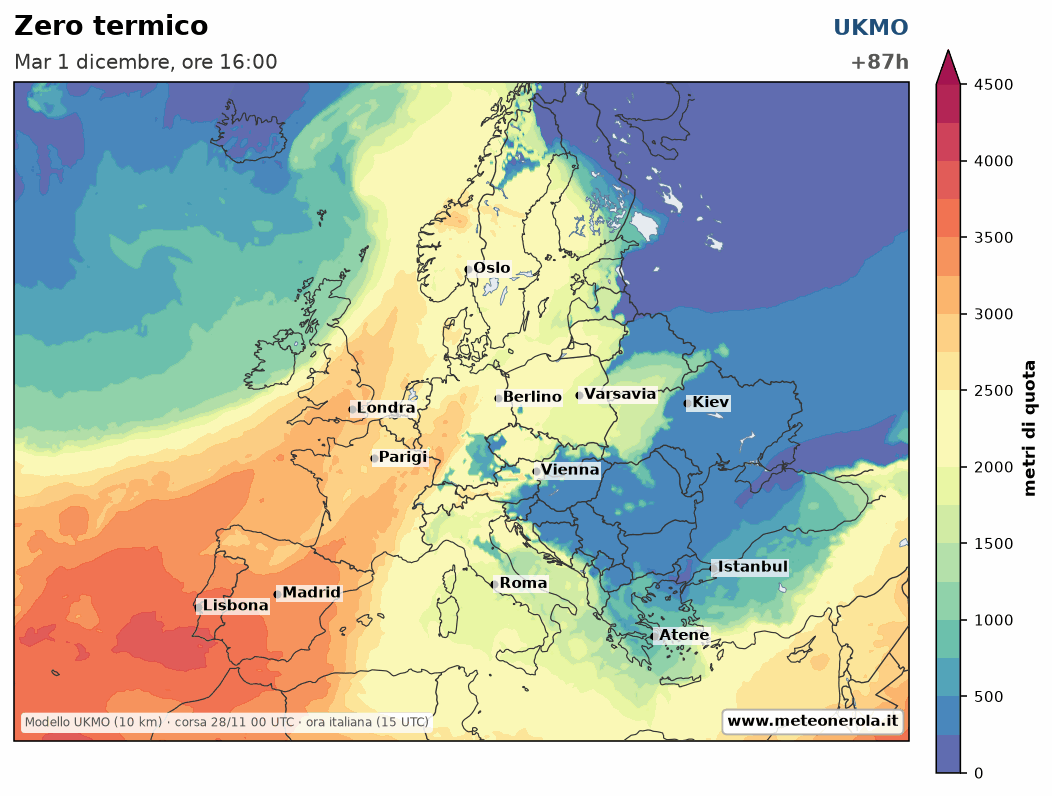 Zero termico
UKMO
Mar 1 dicembre, ore 16:00
+87h
4500
4000
3500
3000
2500
2000
1500
1000
500
0
metri di quota
Oslo
Berlino
Varsavia
Kiev
Londra
Parigi
Vienna
Istanbul
Roma
Madrid
Lisbona
Atene
Modello UKMO (10 km) · corsa 28/11 00 UTC · ora italiana (15 UTC)
www.meteonerola.it